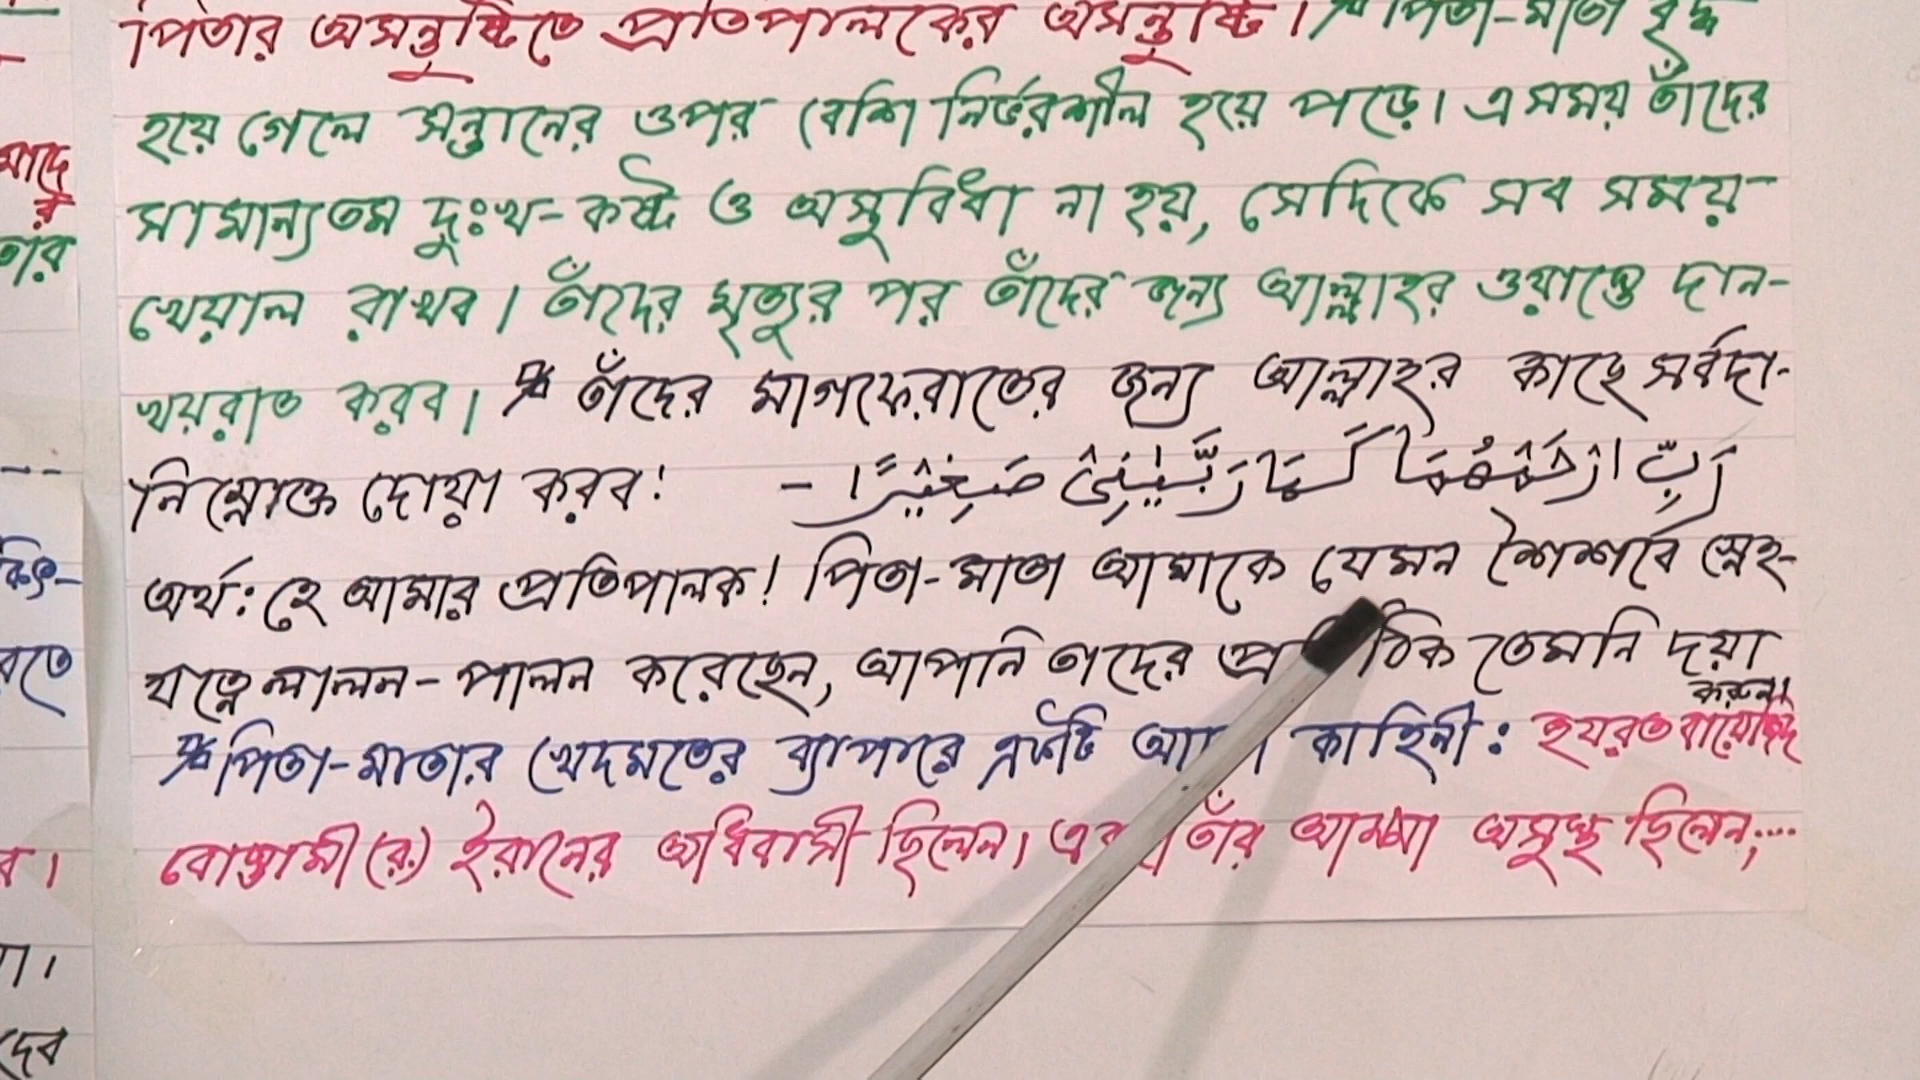 পিতার অসন্তুষ্টিতে প্রতিপালকের অসন্তুষ্টি। * পিতা-মাতা বৃদ্ধ
হয়ে গেলে সন্তানের ওপর বেশি নির্ভরশীল হয়ে পড়ে। এ সময় তাঁদের
সামান্যতম দুঃখ-কষ্ট ও অসুবিধা না হয়, সেদিকে সব সময়
খেয়াল রাখব। তাঁদের মৃত্যুর পর তাঁদের জন্য আল্লাহর ওয়াস্তে দান-
খয়রাত করব। * তাঁদের মাগফেরাতের জন্য আল্লাহর কাছে সর্বদা-
নিম্নোক্ত দোয়া করব! رَبِّ ارْحَمْهُمَا كَمَا رَبَّيٰنِيْ صَغِيْرًا -
অর্থ: হে আমার প্রতিপালক! পিতা-মাতা আমাকে যেমন শৈশবে স্নেহ-
যত্নে লালন-পালন করেছেন, আপনি তাদের ঠিক তেমনি দয়া
করুন।
* পিতা-মাতার খেদমতের ব্যাপারে একটি কাহিনী: হযরত বায়েজিদ
বোস্তামী (র.) ইরানের অধিবাসী ছিলেন। তাঁর আম্মা অসুস্থ ছিলেন,...
মাদে
র
তার
রতে
র।
া।
দের